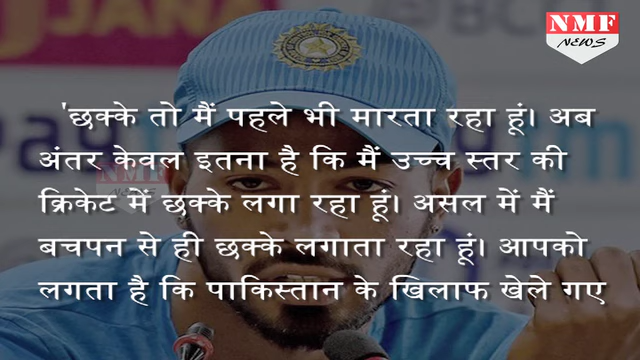 NMF
NEWS
JANA
'छक्के तो मैं पहले भी मारता रहा हूं। अब
अंतर केवल इतना है कि मैं उच्च स्तर की
क्रिकेट में छक्के लगा रहा हूं। असल में मैं
बचपन से ही छक्के लगाता रहा हूं। आपको
लगता है कि पाकिस्तान के खिलाफ खेले गए